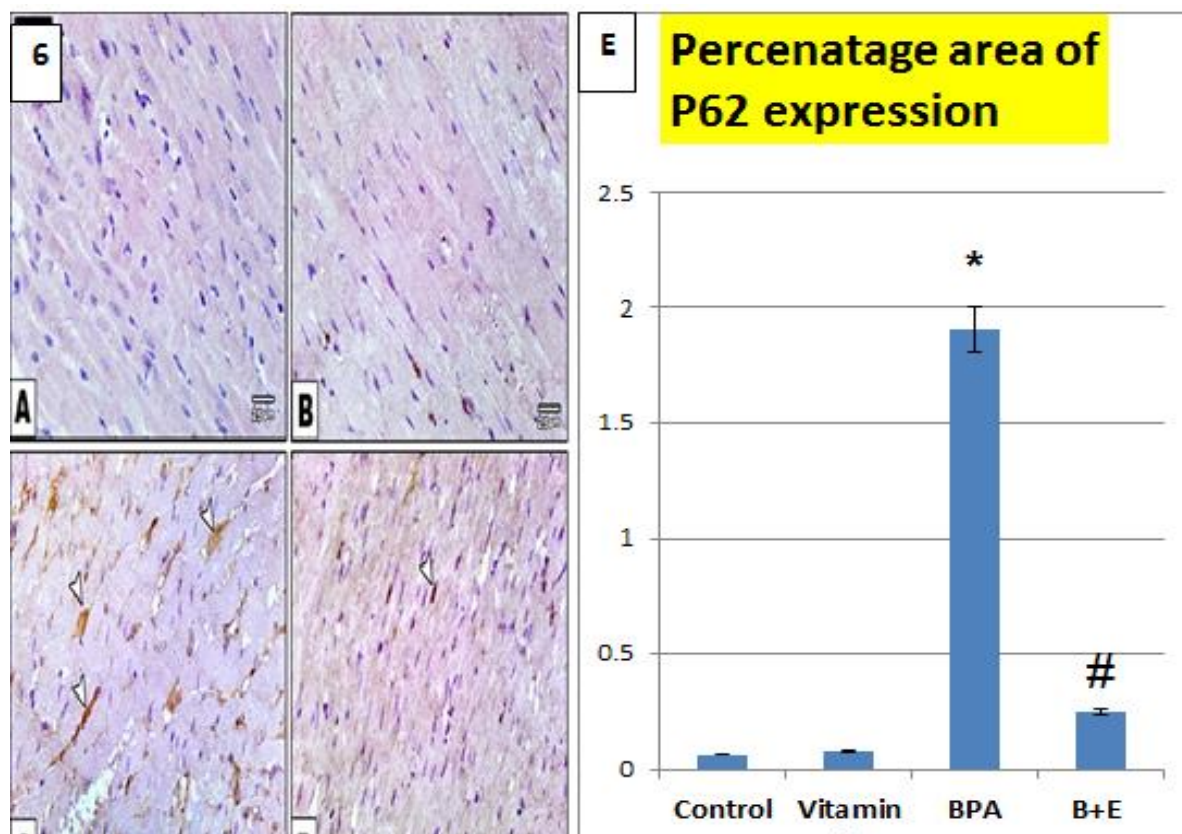 6
A
B
E
Percenatage area of
P62 expression
2.5
2
1.5
1
0.5
0
*
#
Control
Vitamin
BPA
B+E